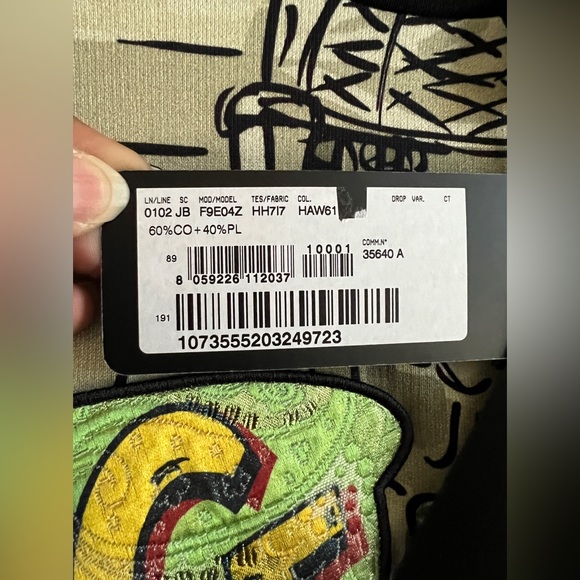 LN/LINE SC MOD/MODEL TES/FABRIC COL. DROP VAR. CT
0102 JB F9E04Z HH7I7 HAW61
60%CO+40%PL
COMM.N°
89 8 059226 112037 10001 35640 A
191
1073555203249723